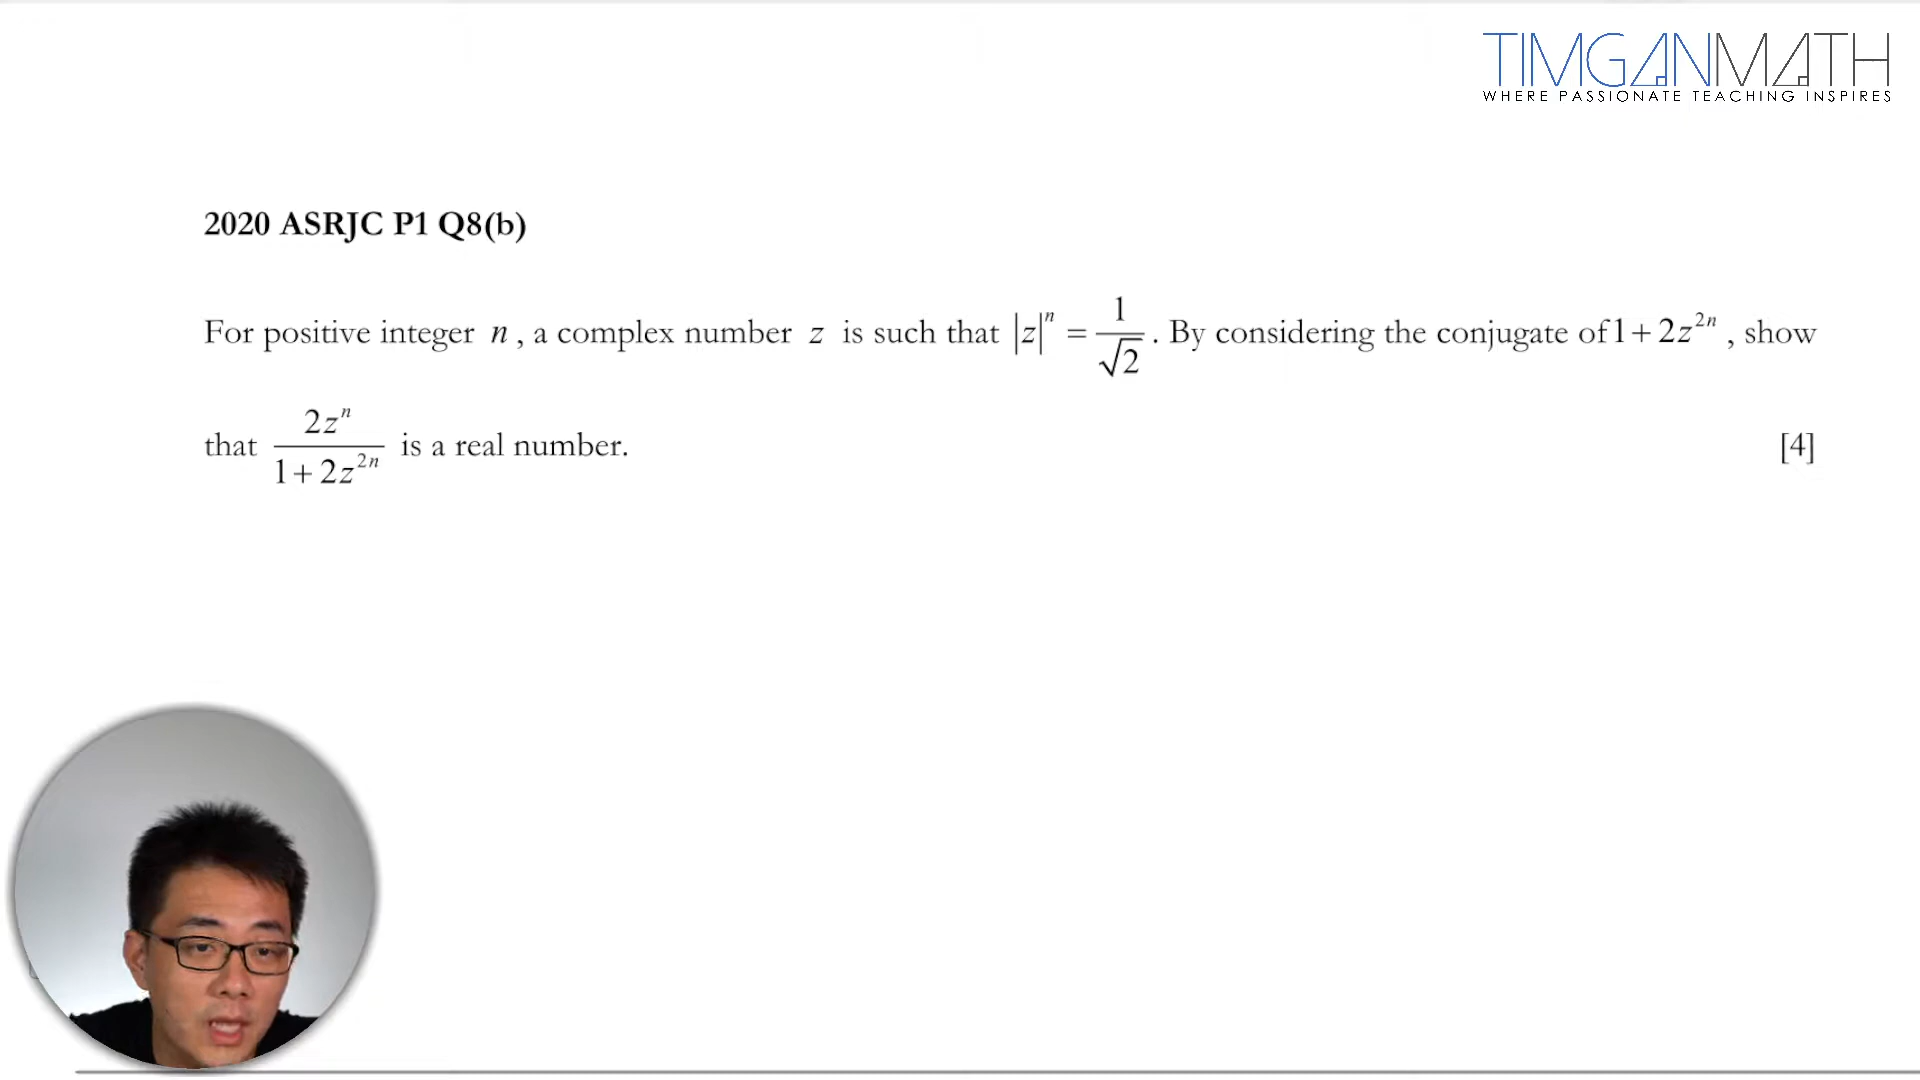 TIMGANMATH
WHERE PASSIONATE TEACHING INSPIRES
2020 ASRJC P1 Q8(b)
For positive integer n , a complex number z is such that |z|^n = 1/√2 . By considering the conjugate of 1 + 2z^{2n} , show
that 2z^n/(1 + 2z^{2n}) is a real number. [4]